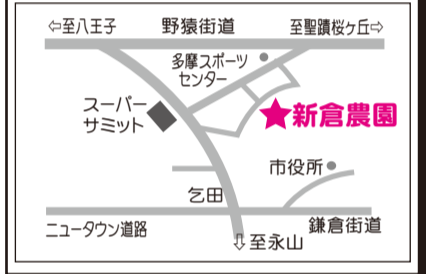 ⇦至八王子
野猿街道
至聖蹟桜ケ丘⇨
多摩スポーツ
センター
スーパー
サミット
★新倉農園
市役所
乞田
ニュータウン道路
鎌倉街道
⇩至永山